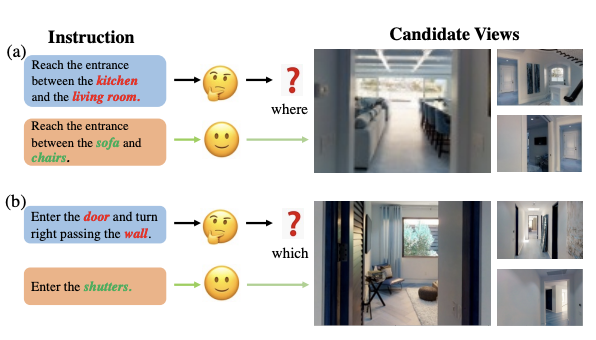 Instruction
Candidate Views
(a)
Reach the entrance
between the kitchen
and the living room.
?
where
Reach the entrance
between the sofa and
chairs.
(b)
Enter the door and turn
right passing the wall.
?
which
Enter the shutters.